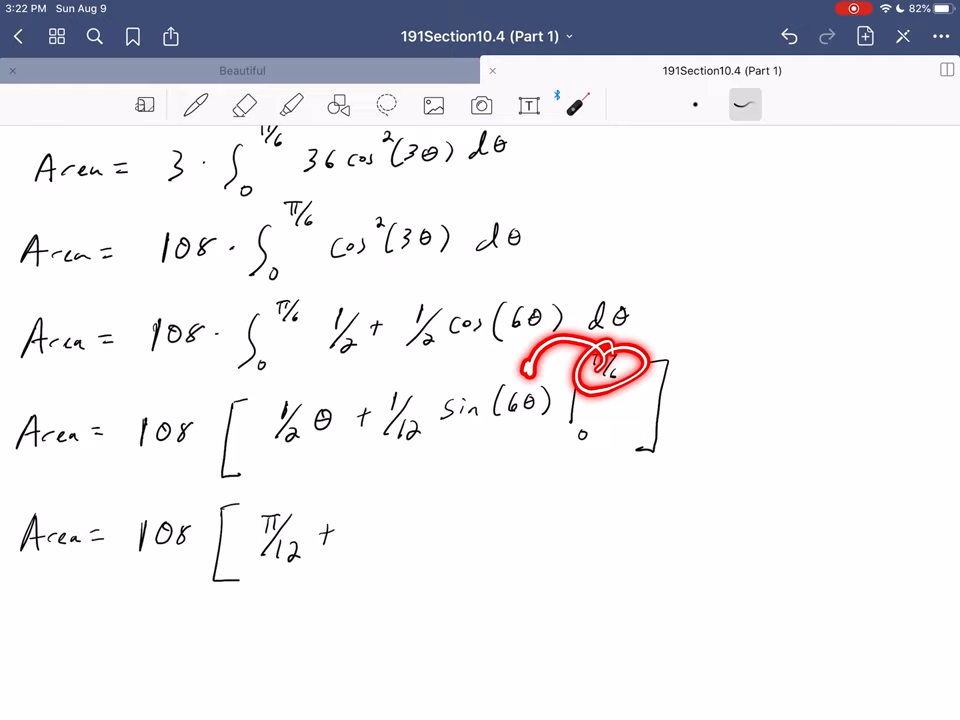 3:22 PM Sun Aug 9 82%
191Section10.4 (Part 1)
Beautiful 191Section10.4 (Part 1)
T
Area = 3 · ∫₀^(π/6) 36 cos²(3θ) dθ
Area = 108 · ∫₀^(π/6) cos²(3θ) dθ
Area = 108 · ∫₀^(π/6) 1/2 + 1/2 cos(6θ) dθ
Area = 108 [ 1/2 θ + 1/12 sin(6θ) |₀^(π/6) ]
Area = 108 [ π/12 +